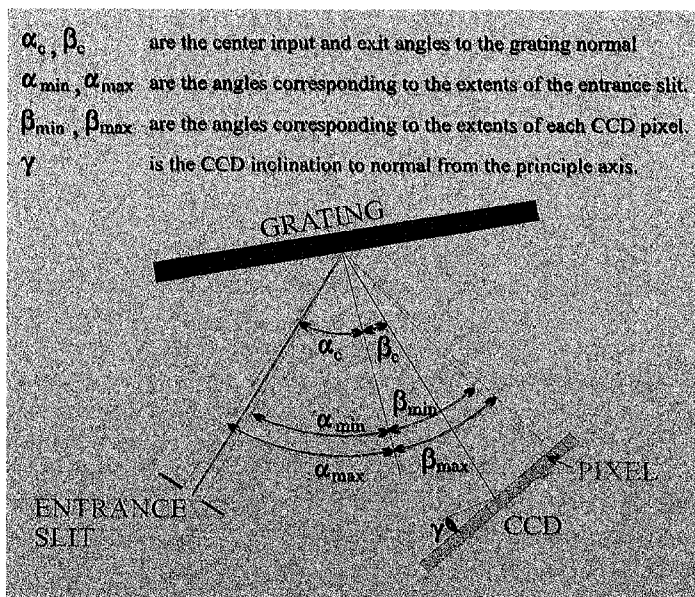 αc , βc are the center input and exit angles to the grating normal
αmin , αmax are the angles corresponding to the extents of the entrance slit.
βmin , βmax are the angles corresponding to the extents of each CCD pixel.
γ is the CCD inclination to normal from the principle axis.
GRATING
αc
βc
αmin
βmin
αmax
βmax
PIXEL
ENTRANCE
SLIT
γ
CCD